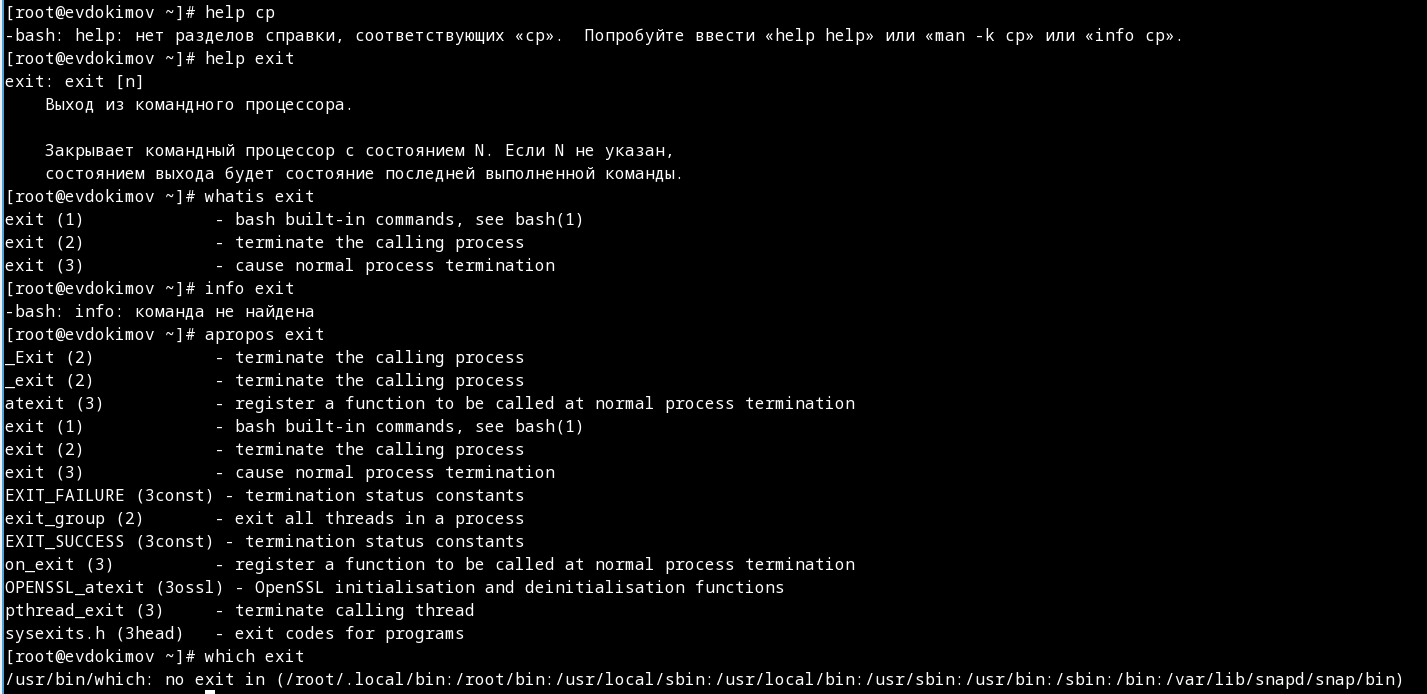 [root@evdokimov ~]# help cp
-bash: help: нет разделов справки, соответствующих «cp».  Попробуйте ввести «help help» или «man -k cp» или «info cp».
[root@evdokimov ~]# help exit
exit: exit [n]
    Выход из командного процессора.

    Закрывает командный процессор с состоянием N. Если N не указан,
    состоянием выхода будет состояние последней выполненной команды.
[root@evdokimov ~]# whatis exit
exit (1)             - bash built-in commands, see bash(1)
exit (2)             - terminate the calling process
exit (3)             - cause normal process termination
[root@evdokimov ~]# info exit
-bash: info: команда не найдена
[root@evdokimov ~]# apropos exit
_Exit (2)            - terminate the calling process
_exit (2)            - terminate the calling process
atexit (3)           - register a function to be called at normal process termination
exit (1)             - bash built-in commands, see bash(1)
exit (2)             - terminate the calling process
exit (3)             - cause normal process termination
EXIT_FAILURE (3const) - termination status constants
exit_group (2)       - exit all threads in a process
EXIT_SUCCESS (3const) - termination status constants
on_exit (3)          - register a function to be called at normal process termination
OPENSSL_atexit (3ossl) - OpenSSL initialisation and deinitialisation functions
pthread_exit (3)     - terminate calling thread
sysexits.h (3head)   - exit codes for programs
[root@evdokimov ~]# which exit
/usr/bin/which: no exit in (/root/.local/bin:/root/bin:/usr/local/sbin:/usr/local/bin:/usr/sbin:/usr/bin:/sbin:/bin:/var/lib/snapd/snap/bin)